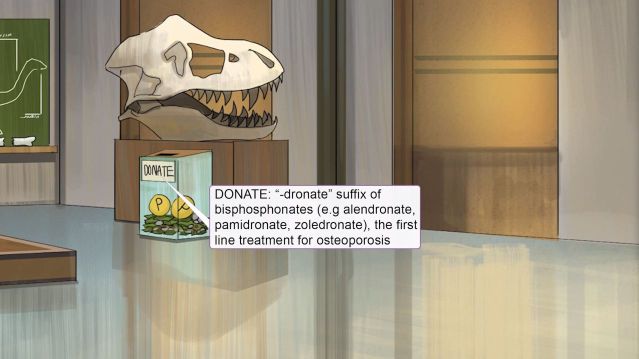 DONATE
P
DONATE: “-dronate” suffix of
bisphosphonates (e.g alendronate,
pamidronate, zoledronate), the first
line treatment for osteoporosis